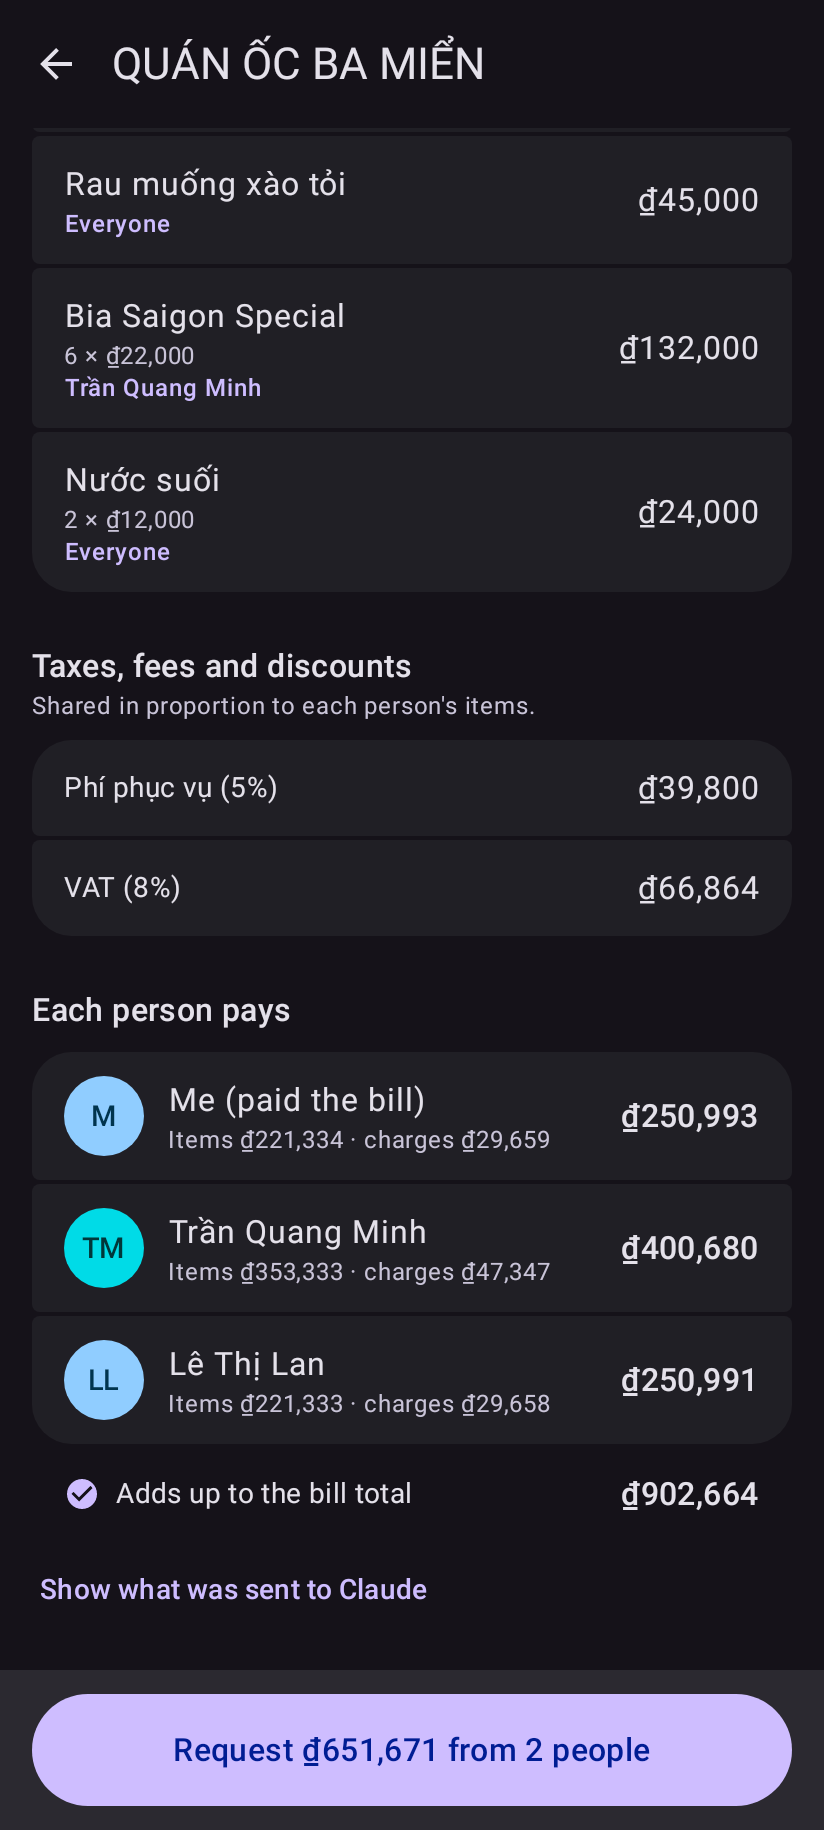 QUÁN ỐC BA MIỀN
Rau muống xào tỏi
₫45,000
Everyone
Bia Saigon Special
6 × ₫22,000
₫132,000
Trần Quang Minh
Nước suối
2 × ₫12,000
₫24,000
Everyone
Taxes, fees and discounts
Shared in proportion to each person's items.
Phí phục vụ (5%)
₫39,800
VAT (8%)
₫66,864
Each person pays
M
Me (paid the bill)
Items ₫221,334 · charges ₫29,659
₫250,993
TM
Trần Quang Minh
Items ₫353,333 · charges ₫47,347
₫400,680
LL
Lê Thị Lan
Items ₫221,333 · charges ₫29,658
₫250,991
Adds up to the bill total
₫902,664
Show what was sent to Claude
Request ₫651,671 from 2 people